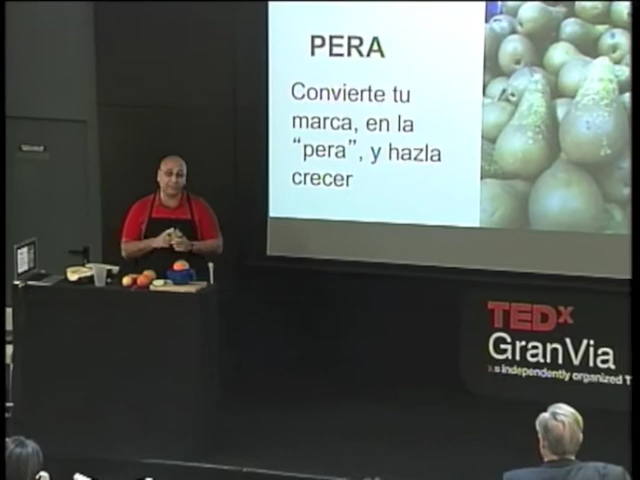 PERA
Convierte tu
marca, en la
“pera”, y hazla
crecer
TEDx
GranVia
independently organized T